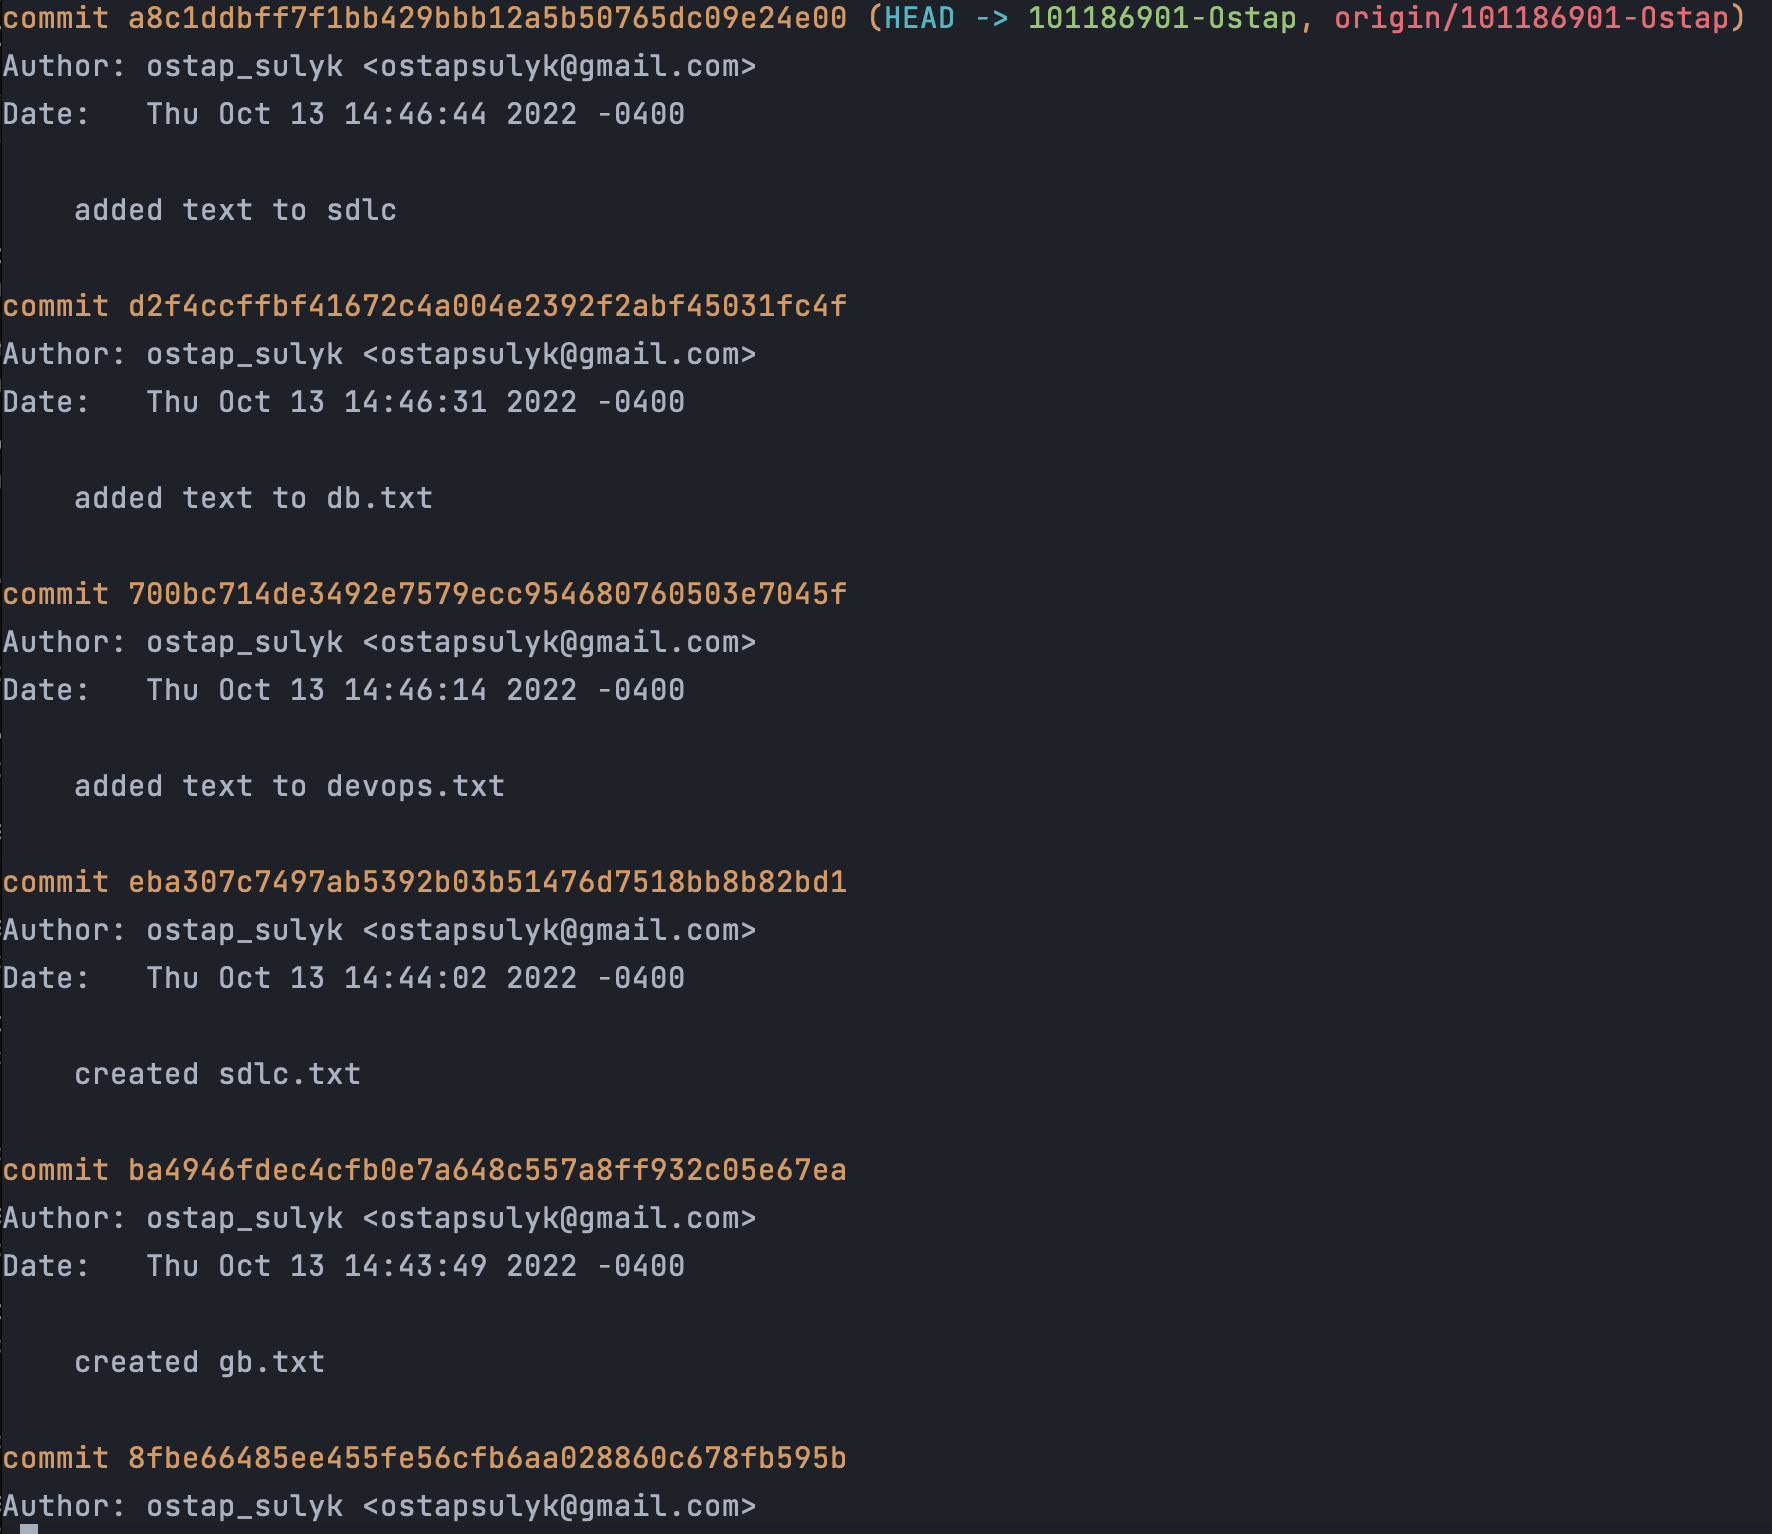 commit a8c1ddbff7f1bb429bbb12a5b50765dc09e24e00 (HEAD -> 101186901-Ostap, origin/101186901-Ostap)
Author: ostap_sulyk <ostapsulyk@gmail.com>
Date:   Thu Oct 13 14:46:44 2022 -0400
    added text to sdlc
commit d2f4ccffbf41672c4a004e2392f2abf45031fc4f
Author: ostap_sulyk <ostapsulyk@gmail.com>
Date:   Thu Oct 13 14:46:31 2022 -0400
    added text to db.txt
commit 700bc714de3492e7579ecc954680760503e7045f
Author: ostap_sulyk <ostapsulyk@gmail.com>
Date:   Thu Oct 13 14:46:14 2022 -0400
    added text to devops.txt
commit eba307c7497ab5392b03b51476d7518bb8b82bd1
Author: ostap_sulyk <ostapsulyk@gmail.com>
Date:   Thu Oct 13 14:44:02 2022 -0400
    created sdlc.txt
commit ba4946fdec4cfb0e7a648c557a8ff932c05e67ea
Author: ostap_sulyk <ostapsulyk@gmail.com>
Date:   Thu Oct 13 14:43:49 2022 -0400
    created gb.txt
commit 8fbe66485ee455fe56cfb6aa028860c678fb595b
Author: ostap_sulyk <ostapsulyk@gmail.com>